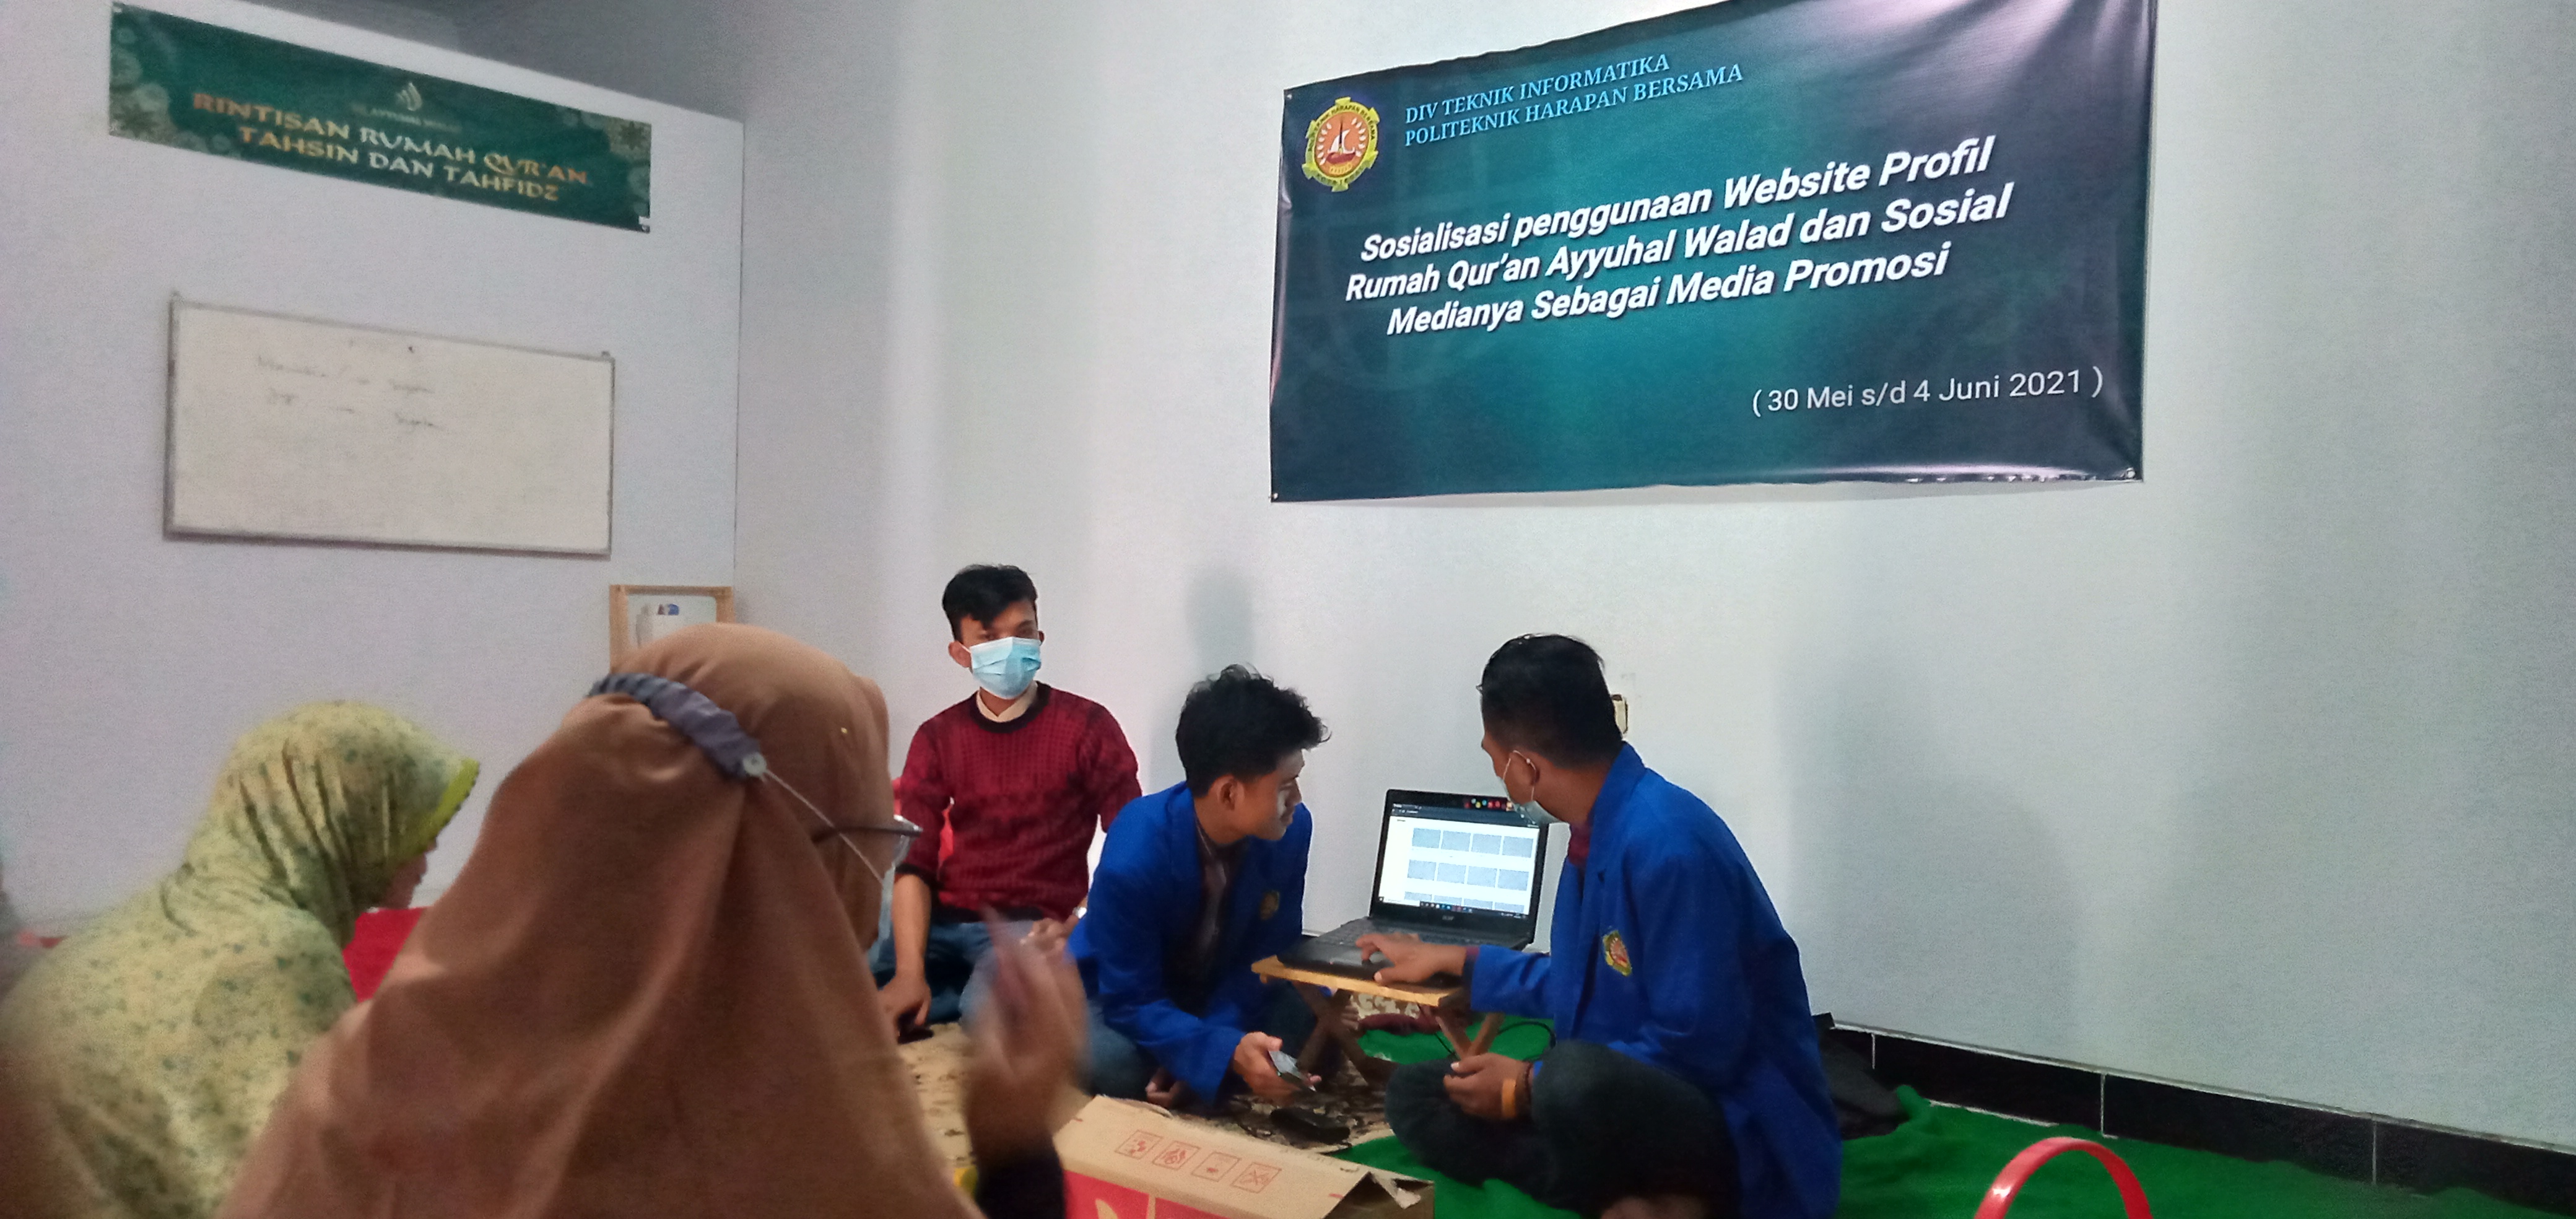 RINTISAN RUMAH QUR'AN
TAHSIN DAN TAHFIDZ
DIV TEKNIK INFORMATIKA
POLITEKNIK HARAPAN BERSAMA
Sosialisasi penggunaan Website Profil
Rumah Qur'an Ayyuhal Walad dan Sosial
Medianya Sebagai Media Promosi
( 30 Mei s/d 4 Juni 2021 )
acer